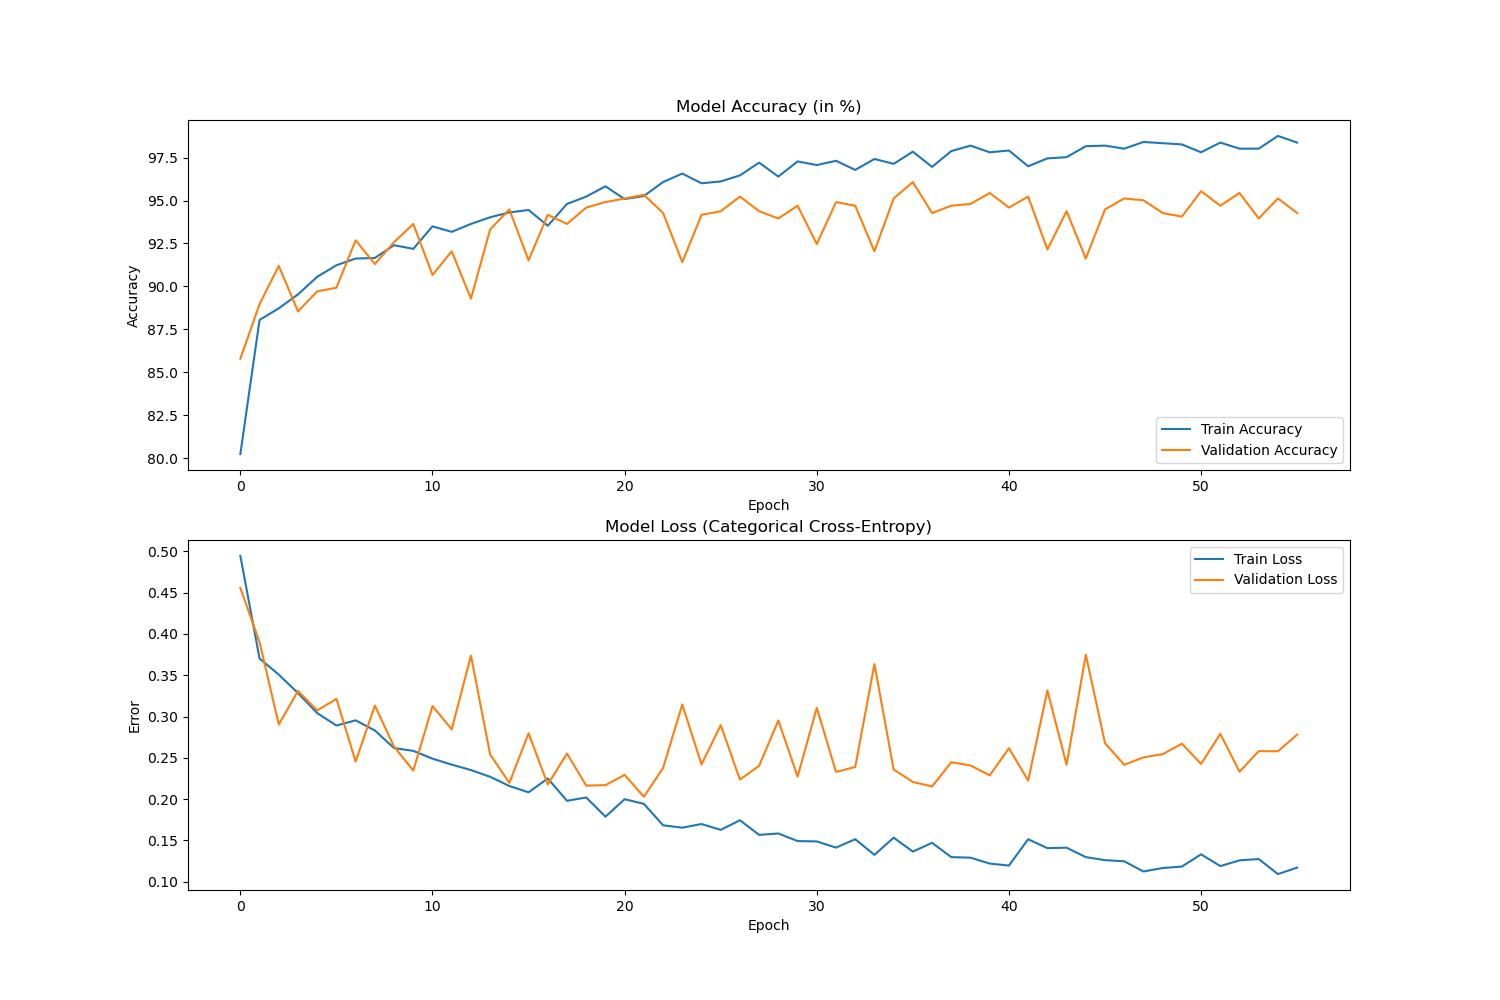 Model Accuracy (in %)
97.5
95.0
92.5
90.0
87.5
85.0
82.5
80.0
Accuracy
Train Accuracy
Validation Accuracy
0 10 20 30 40 50
Epoch
Model Loss (Categorical Cross-Entropy)
0.50
0.45
0.40
0.35
0.30
0.25
0.20
0.15
0.10
Error
Train Loss
Validation Loss
0 10 20 30 40 50
Epoch